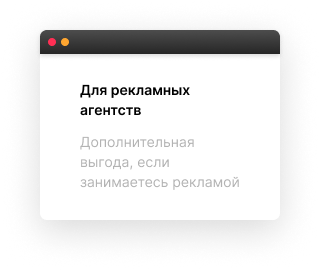 Для рекламных
агентств
Дополнительная
выгода, если
занимаетесь рекламой